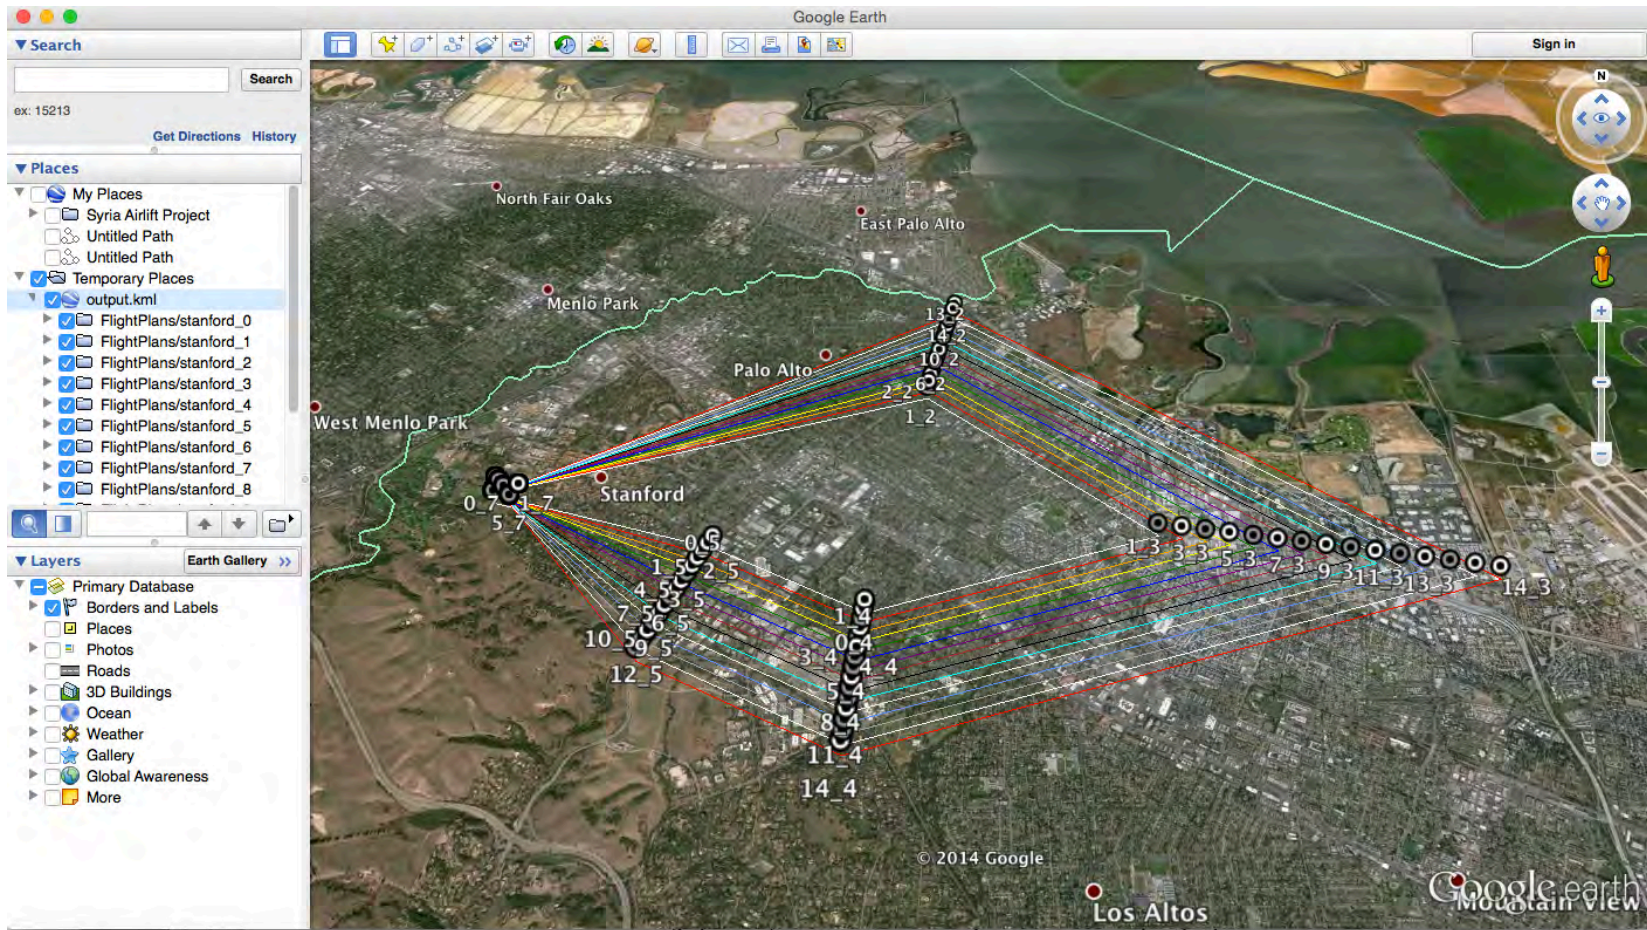 Google Earth
Search
Sign in
Search
ex: 15213
Get Directions History
Places
My Places
Syria Airlift Project
Untitled Path
Untitled Path
Temporary Places
output.kml
FlightPlans/stanford_0
FlightPlans/stanford_1
FlightPlans/stanford_2
FlightPlans/stanford_3
FlightPlans/stanford_4
FlightPlans/stanford_5
FlightPlans/stanford_6
FlightPlans/stanford_7
FlightPlans/stanford_8
Layers
Earth Gallery >>
Primary Database
Borders and Labels
Places
Photos
Roads
3D Buildings
Ocean
Weather
Gallery
Global Awareness
More
N
North Fair Oaks
East Palo Alto
Menlo Park
Palo Alto
West Menlo Park
Stanford
13_2
14_2
10_2
2_2 6_2
1_2
0_7 1_7
5_7
1_3 3_3 5_3 7_3 9_3 11_3 13_3 14_3
0_5
1_5 2_5
4_5 3_5
7_5 6_5
10_5 9_5
12_5
1_4
0_4
3_4 4_4
5_4
8_4
11_4
14_4
© 2014 Google
Google earth
Mountain View
Los Altos